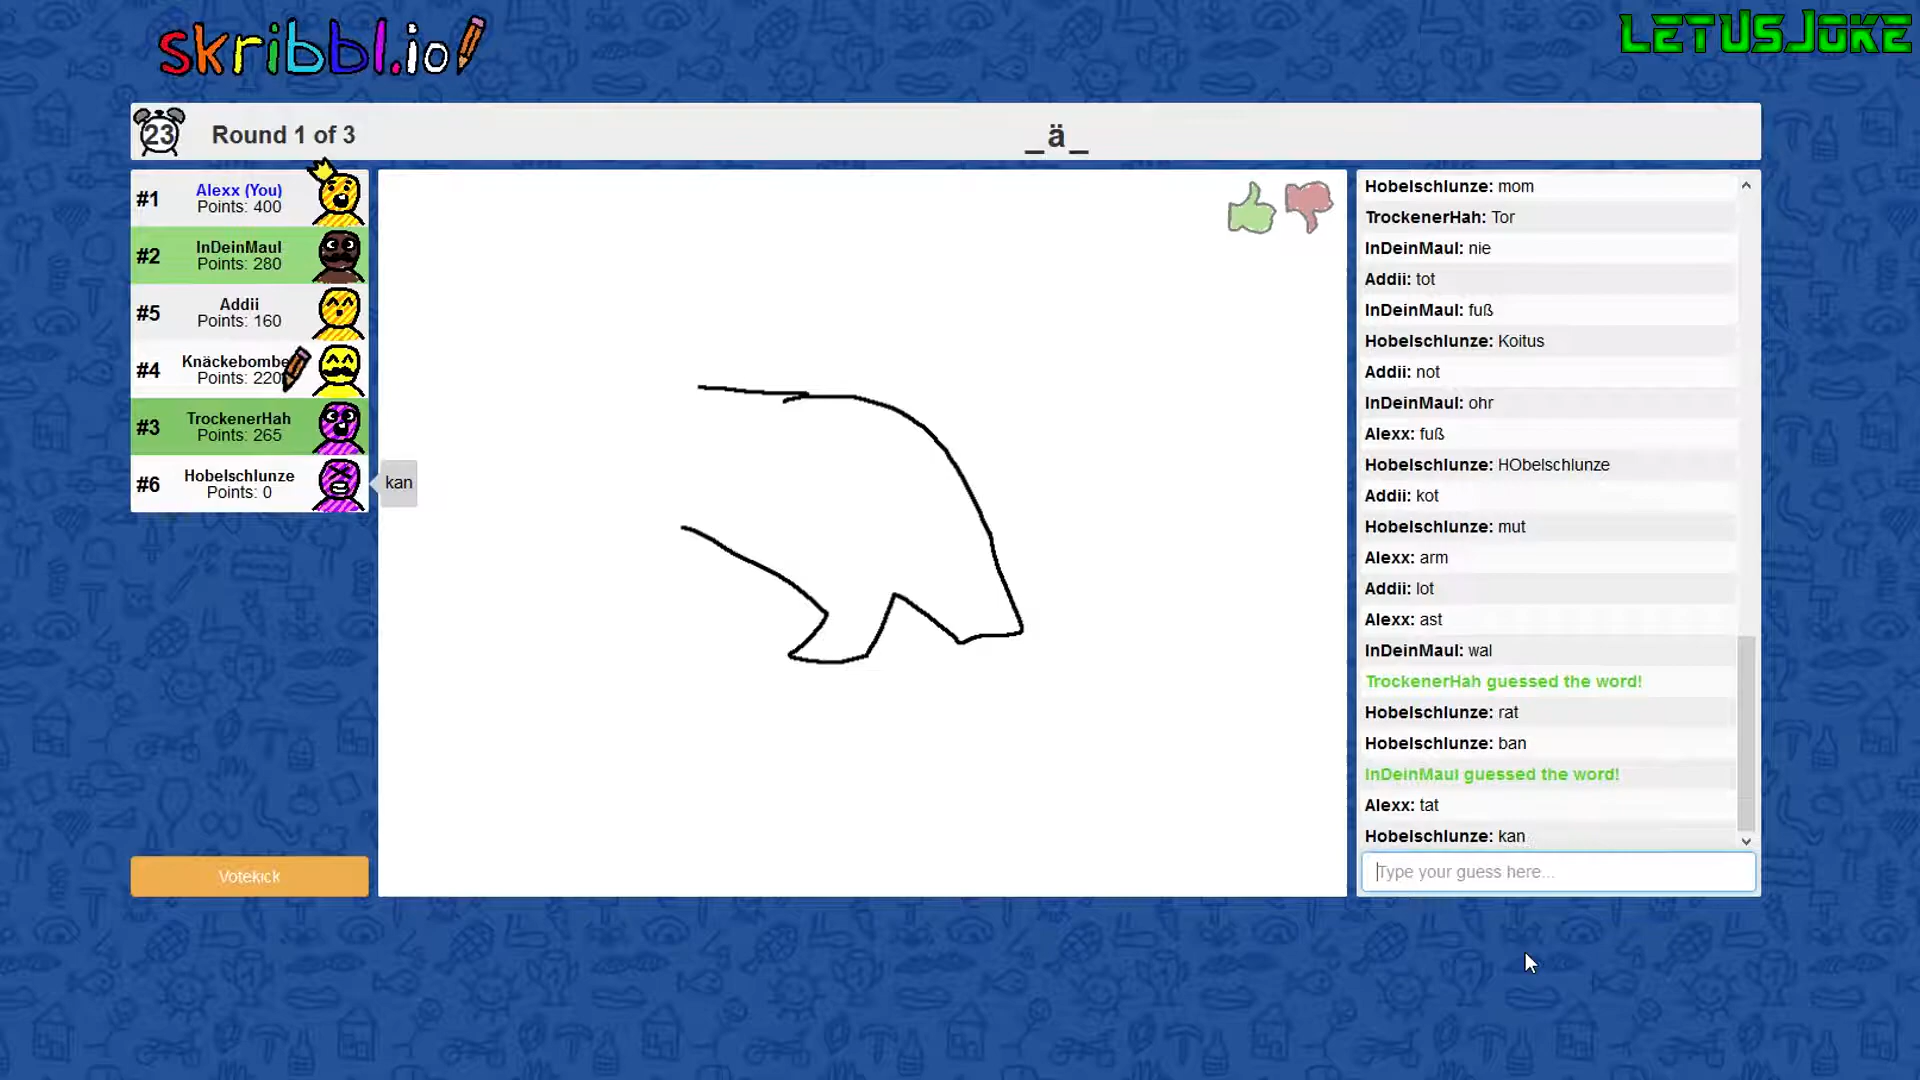 skribbl.io
LETUSJOKE
23
Round 1 of 3
_ä_
#1
Alexx (You)
Points: 400
#2
InDeinMaul
Points: 280
#5
Addii
Points: 160
#4
Knäckebombe
Points: 220
#3
TrockenerHah
Points: 265
#6
Hobelschlunze
Points: 0
kan
Votekick
Hobelschlunze: mom
TrockenerHah: Tor
InDeinMaul: nie
Addii: tot
InDeinMaul: fuß
Hobelschlunze: Koitus
Addii: not
InDeinMaul: ohr
Alexx: fuß
Hobelschlunze: HObelschlunze
Addii: kot
Hobelschlunze: mut
Alexx: arm
Addii: lot
Alexx: ast
InDeinMaul: wal
TrockenerHah guessed the word!
Hobelschlunze: rat
Hobelschlunze: ban
InDeinMaul guessed the word!
Alexx: tat
Hobelschlunze: kan
Type your guess here...